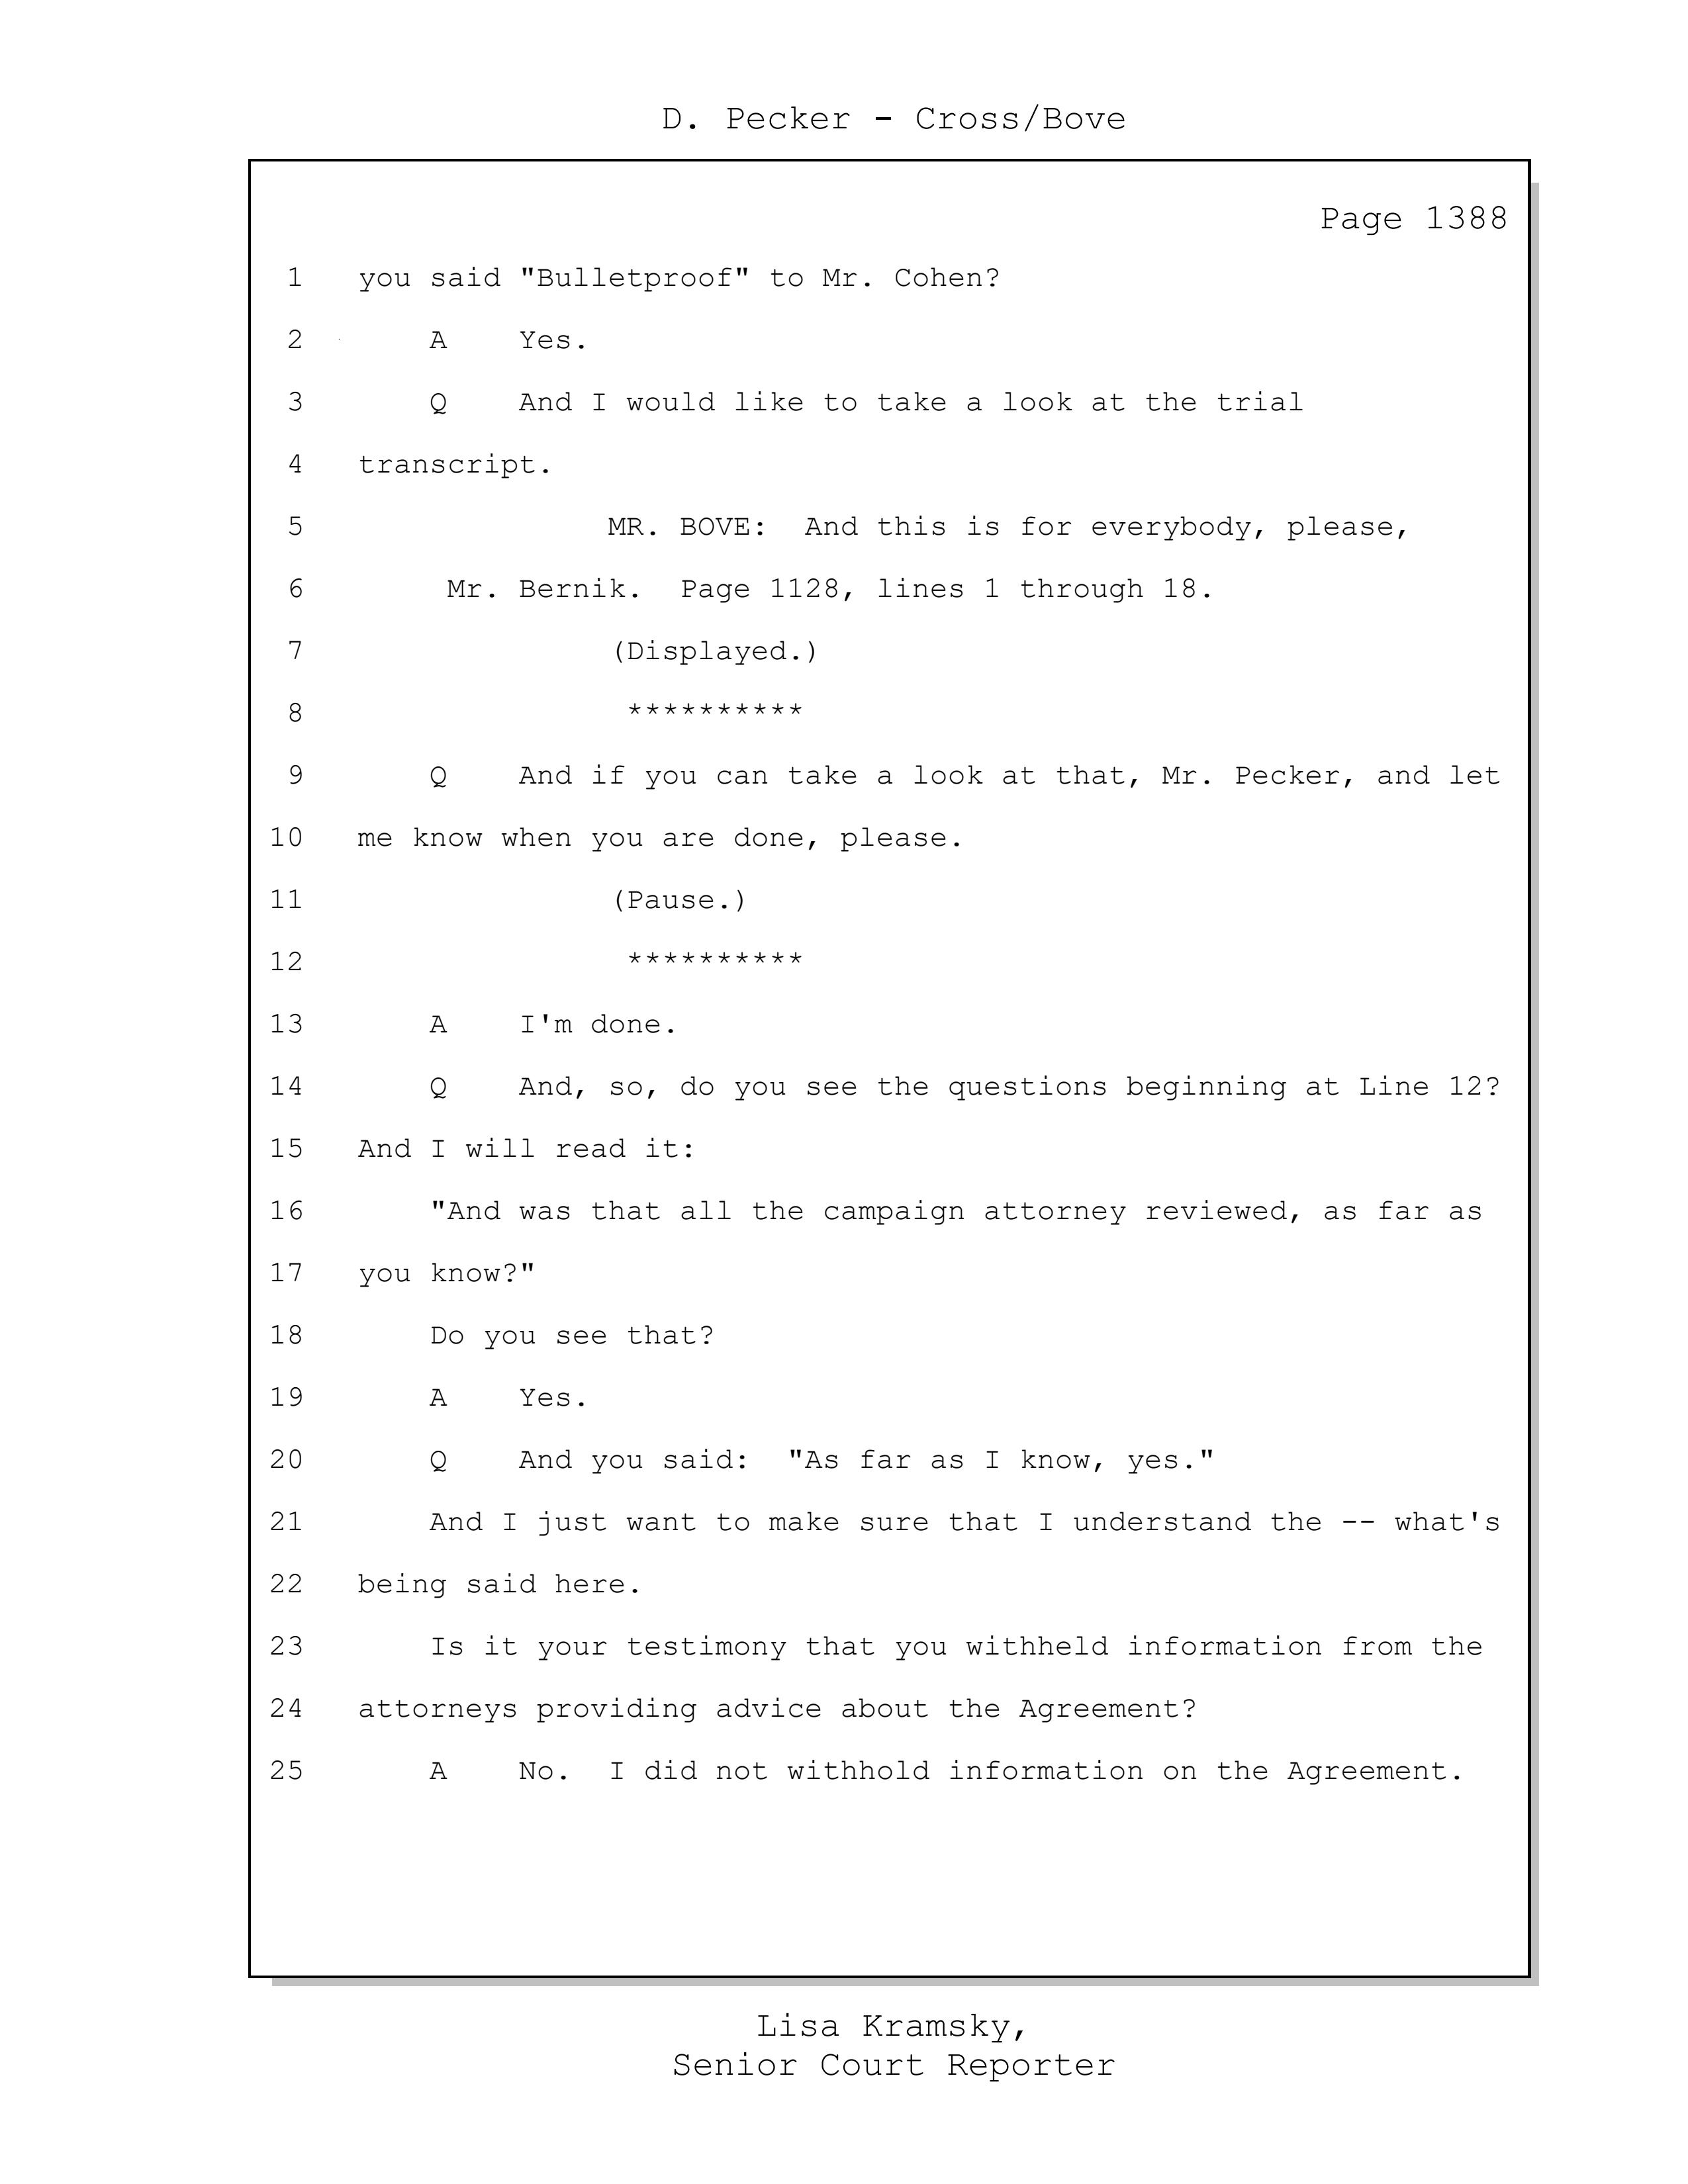 D. Pecker - Cross/Bove
Page 1388
1 you said "Bulletproof" to Mr. Cohen?
2 A Yes.
3 Q And I would like to take a look at the trial
4 transcript.
5 MR. BOVE: And this is for everybody, please,
6 Mr. Bernik. Page 1128, lines 1 through 18.
7 (Displayed.)
8 **********
9 Q And if you can take a look at that, Mr. Pecker, and let
10 me know when you are done, please.
11 (Pause.)
12 **********
13 A I'm done.
14 Q And, so, do you see the questions beginning at Line 12?
15 And I will read it:
16 "And was that all the campaign attorney reviewed, as far as
17 you know?"
18 Do you see that?
19 A Yes.
20 Q And you said: "As far as I know, yes."
21 And I just want to make sure that I understand the -- what's
22 being said here.
23 Is it your testimony that you withheld information from the
24 attorneys providing advice about the Agreement?
25 A No. I did not withhold information on the Agreement.
Lisa Kramsky,
Senior Court Reporter